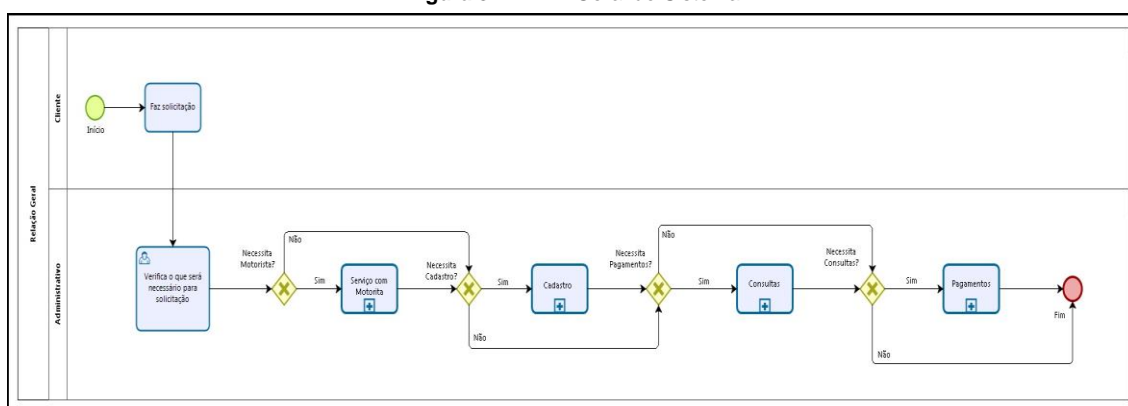 Relação Geral
Cliente
Início
Faz solicitação
Administrativo
Verifica o que será
necessário para
solicitação
Necessita
Motorista?
Não
Sim
Serviço com
Motorita
Necessita
Cadastro?
Sim
Não
Cadastro
Necessita
Pagamentos?
Não
Sim
Consultas
Necessita
Consultas?
Sim
Não
Pagamentos
Fim